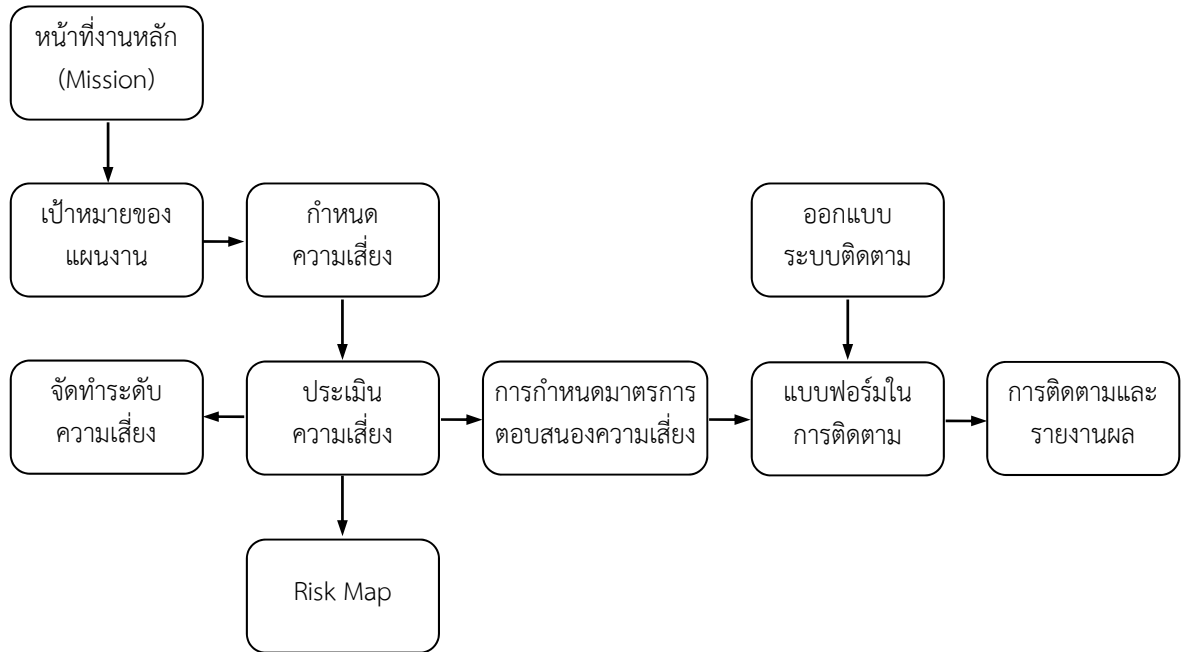 หน้าที่งานหลัก
(Mission)
เป้าหมายของ
แผนงาน
กำหนด
ความเสี่ยง
ออกแบบ
ระบบติดตาม
จัดทำระดับ
ความเสี่ยง
ประเมิน
ความเสี่ยง
การกำหนดมาตรการ
ตอบสนองความเสี่ยง
แบบฟอร์มใน
การติดตาม
การติดตามและ
รายงานผล
Risk Map